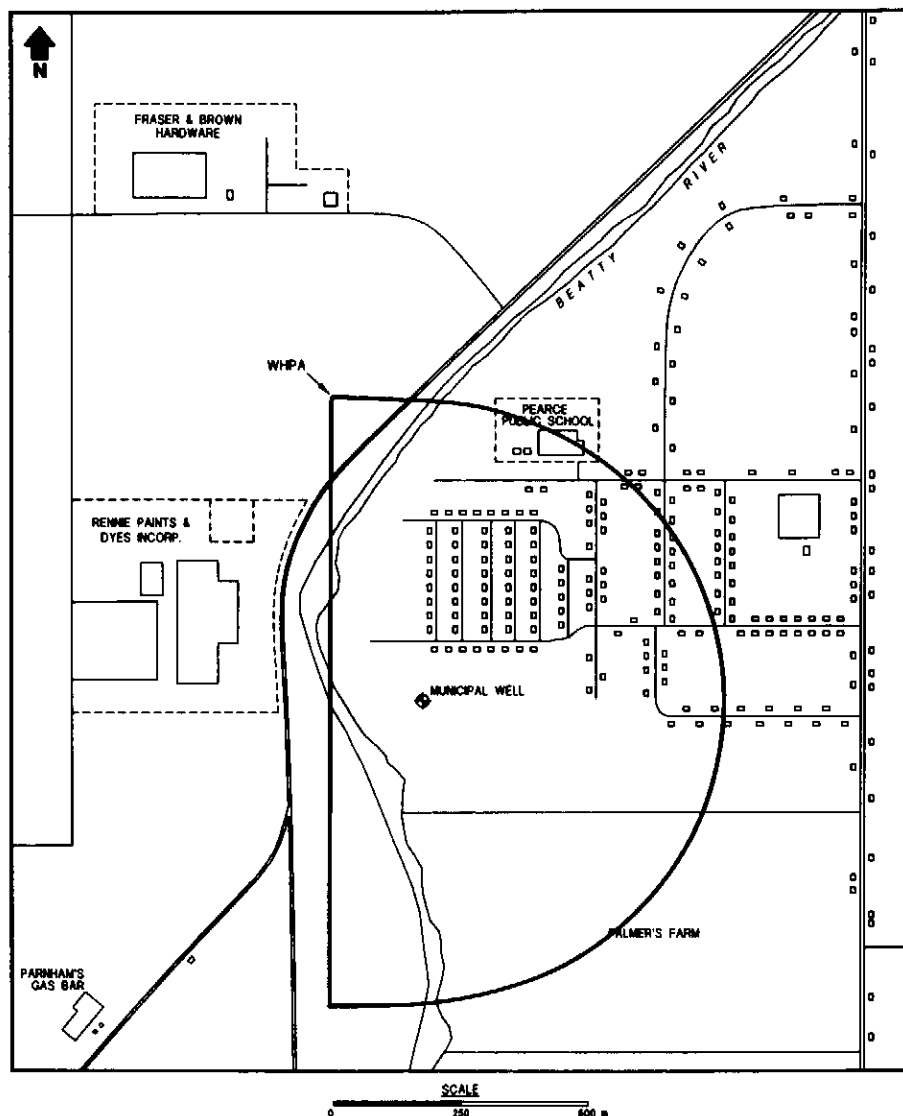 N
FRASER & BROWN
HARDWARE
BEATTY RIVER
WHPA
PEARCE
PUBLIC SCHOOL
RENNIE PAINTS &
DYES INCORP.
MUNICIPAL WELL
PALMER'S FARM
PARNHAM'S
GAS BAR
SCALE
0 250 500 m